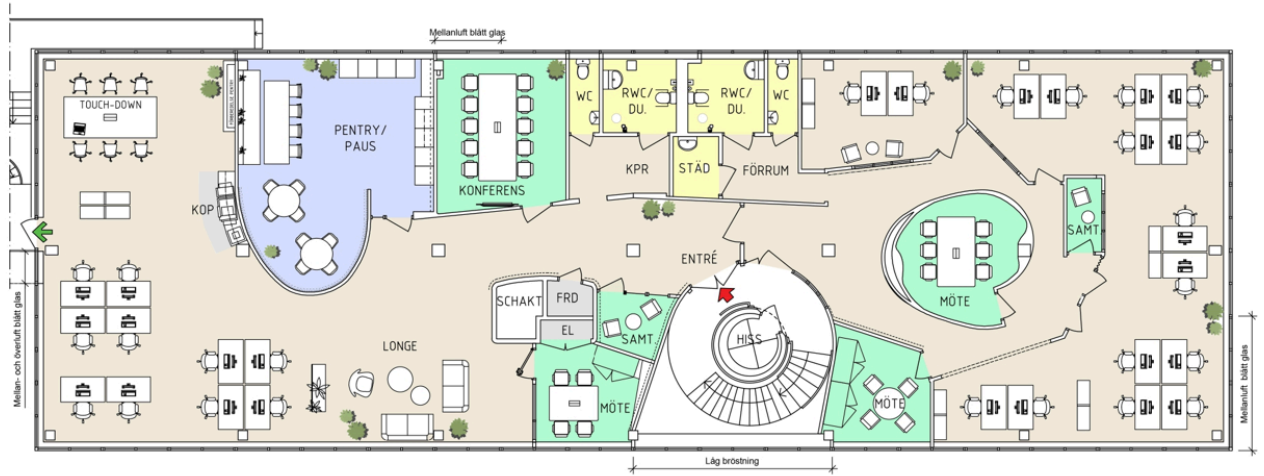 Mellanluft blått glas
TOUCH-DOWN
PENTRY/
PAUS
KONFERENS
WC
RWC/
DU.
RWC/
DU.
WC
KPR
STÄD
FÖRRUM
KOP
SAMT.
ENTRÉ
MÖTE
SCHAKT
FRD
EL
SAMT.
HISS
LONGE
MÖTE
MÖTE
Mellan- och överluft blått glas
Mellanluft blått glas
Låg bröstning